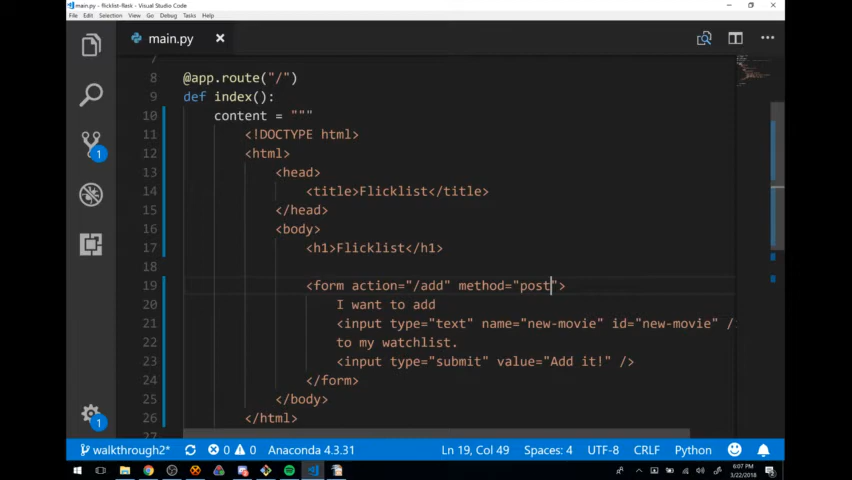 main.py - flicklist-flask - Visual Studio Code
File Edit Selection View Go Debug Tasks Help
main.py
7
8 @app.route("/")
9 def index():
10 content = """
11 <!DOCTYPE html>
12 <html>
13 <head>
14 <title>Flicklist</title>
15 </head>
16 <body>
17 <h1>Flicklist</h1>
18
19 <form action="/add" method="post">
20 I want to add
21 <input type="text" name="new-movie" id="new-movie" />
22 to my watchlist.
23 <input type="submit" value="Add it!" />
24 </form>
25 </body>
26 </html>
27
1
1
walkthrough2* 0 0 Anaconda 4.3.31 Ln 19, Col 49 Spaces: 4 UTF-8 CRLF Python
6:07 PM
3/22/2018